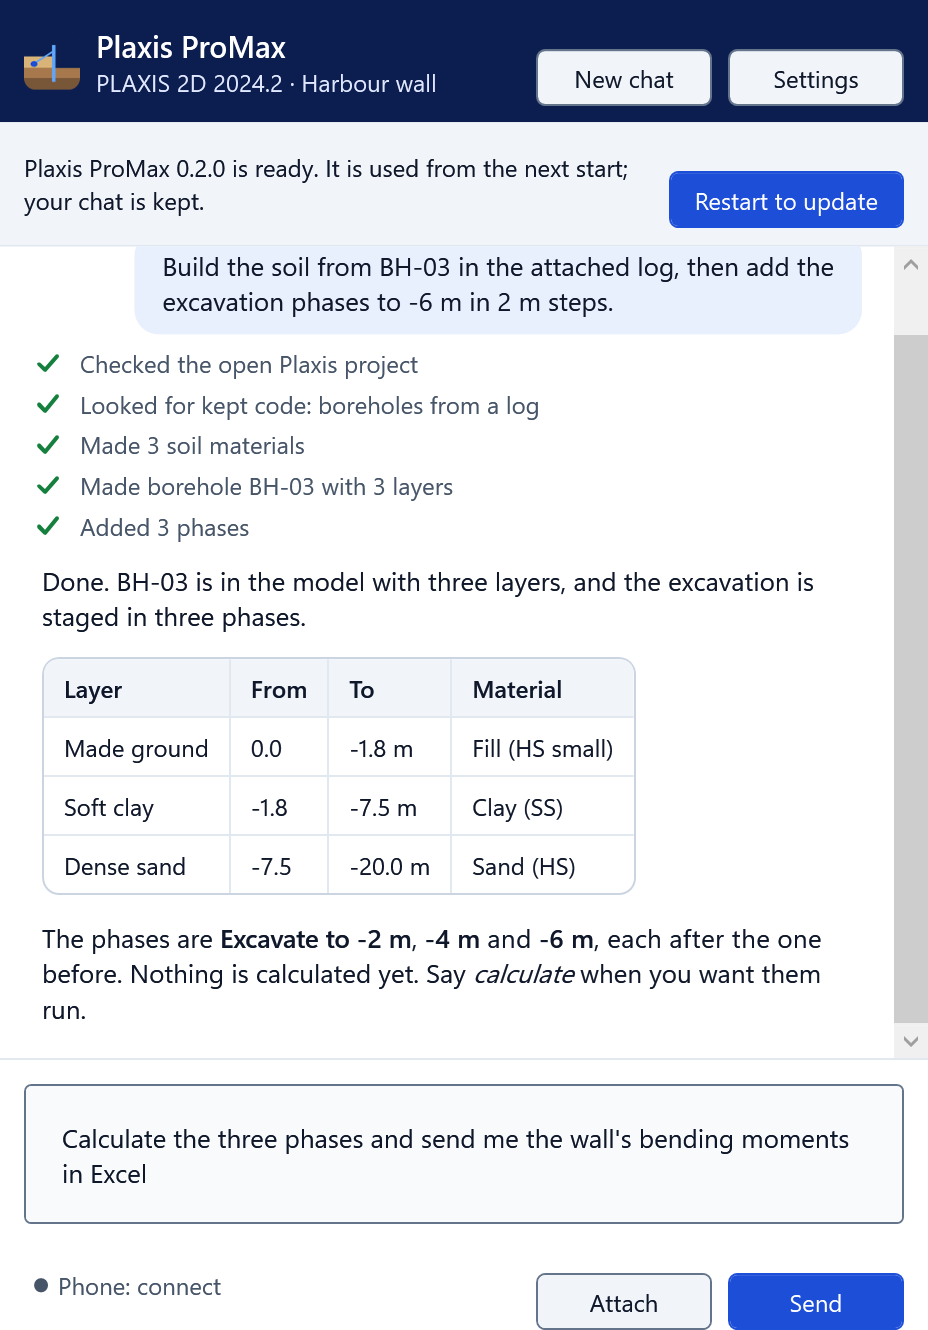 Plaxis ProMax
PLAXIS 2D 2024.2 · Harbour wall
New chat
Settings
Plaxis ProMax 0.2.0 is ready. It is used from the next start;
your chat is kept.
Restart to update
Build the soil from BH-03 in the attached log, then add the
excavation phases to -6 m in 2 m steps.
Checked the open Plaxis project
Looked for kept code: boreholes from a log
Made 3 soil materials
Made borehole BH-03 with 3 layers
Added 3 phases
Done. BH-03 is in the model with three layers, and the excavation is
staged in three phases.
Layer From To Material
Made ground 0.0 -1.8 m Fill (HS small)
Soft clay -1.8 -7.5 m Clay (SS)
Dense sand -7.5 -20.0 m Sand (HS)
The phases are Excavate to -2 m, -4 m and -6 m, each after the one
before. Nothing is calculated yet. Say calculate when you want them
run.
Calculate the three phases and send me the wall's bending moments
in Excel
Phone: connect
Attach
Send